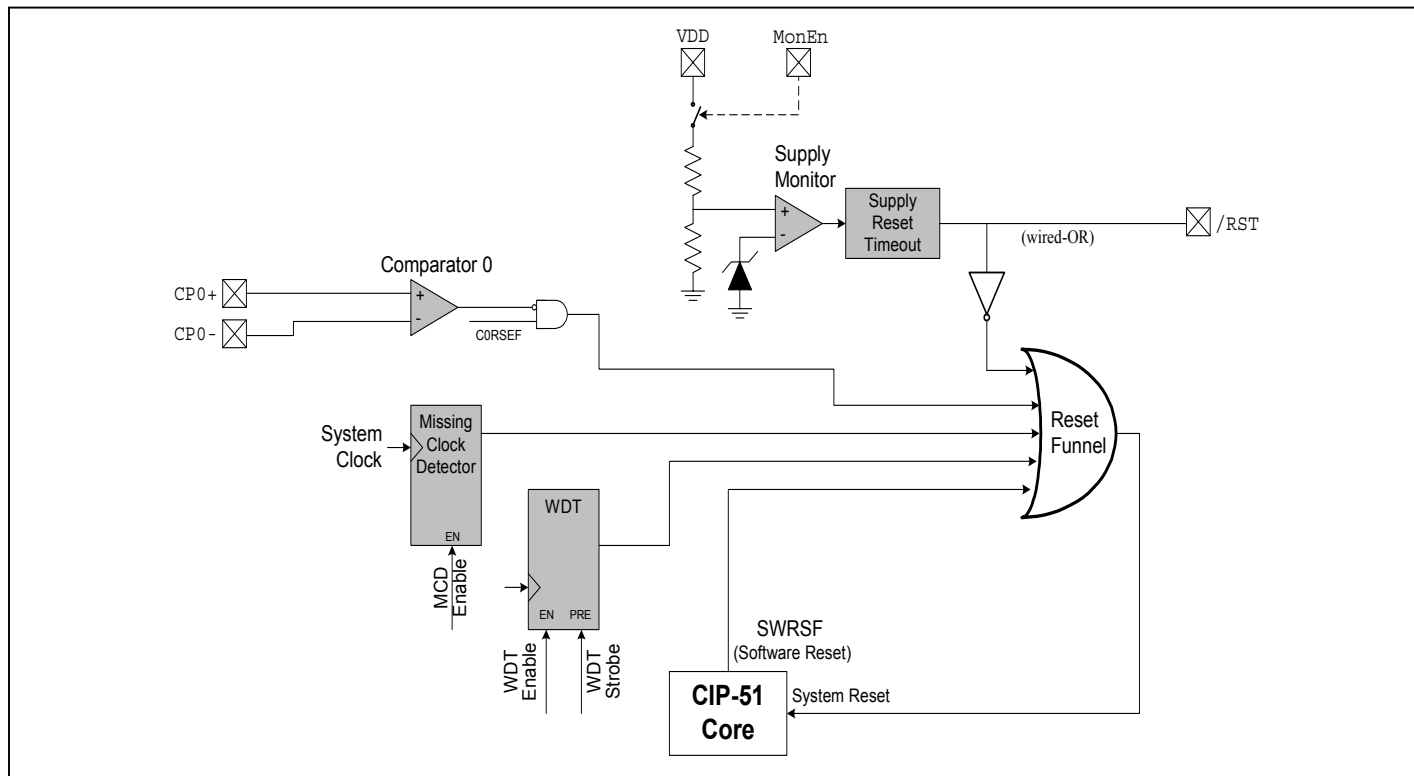 VDD
MonEn
Supply
Monitor
+
-
Supply
Reset
Timeout
(wired-OR)
/RST
Comparator 0
CP0+
CP0-
+
-
C0RSEF
System
Clock
Missing
Clock
Detector
EN
MCD
Enable
WDT
EN
PRE
WDT
Enable
WDT
Strobe
Reset
Funnel
SWRSF
(Software Reset)
CIP-51
Core
System Reset